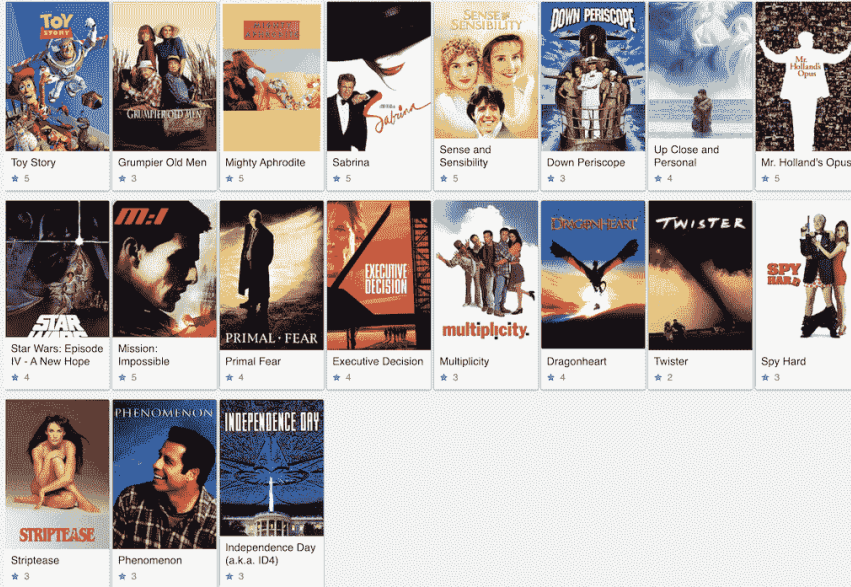 TOY
STORY
GRUMPIER OLD MEN
MIGHTY
APHRODITE
Sabrina
SENSE AND
SENSIBILITY
DOWN PERISCOPE
Mr.
Holland's
Opus
Toy Story
Grumpier Old Men
Mighty Aphrodite
Sabrina
Sense and
Sensibility
Down Periscope
Up Close and
Personal
Mr. Holland's Opus
5
3
5
5
5
3
4
5
M:I
EXECUTIVE
DECISION
DRAGONHEART
TWISTER
SPY
HARD
STAR
WARS
PRIMAL FEAR
multiplicity.
Star Wars: Episode
IV - A New Hope
Mission:
Impossible
Primal Fear
Executive Decision
Multiplicity
Dragonheart
Twister
Spy Hard
4
5
4
4
3
4
2
3
PHENOMENON
INDEPENDENCE DAY
STRIPTEASE
Striptease
Phenomenon
Independence Day
(a.k.a. ID4)
3
3
3